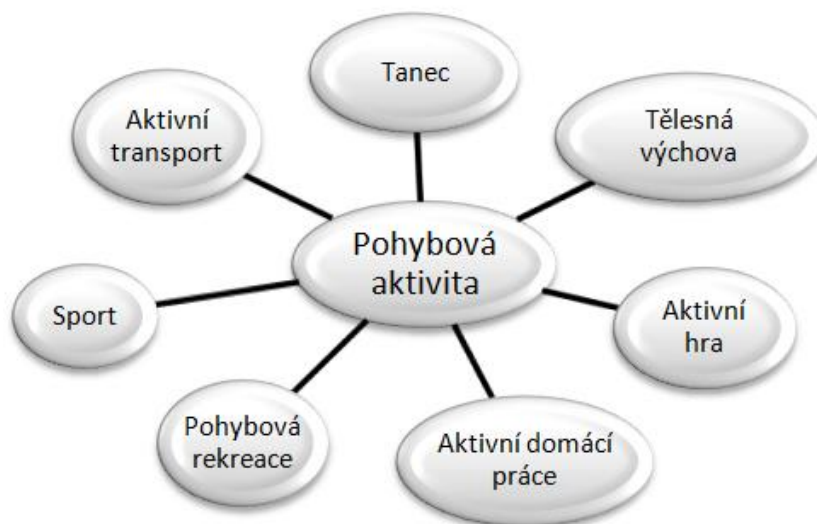 Tanec
Aktivní
transport
Tělesná
výchova
Pohybová
aktivita
Sport
Aktivní
hra
Pohybová
rekreace
Aktivní domácí
práce